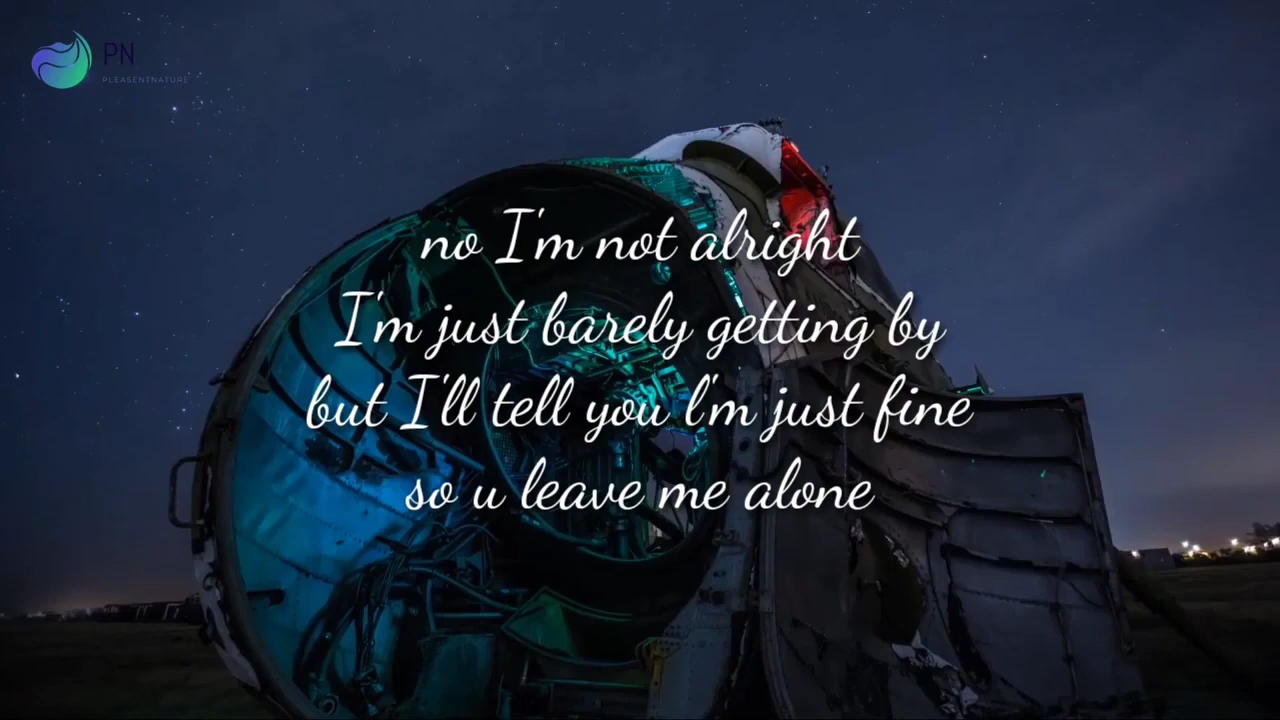 PN
PLEASENTNATURE
no I'm not alright
I'm just barely getting by
but I'll tell you l'm just fine
so u leave me alone